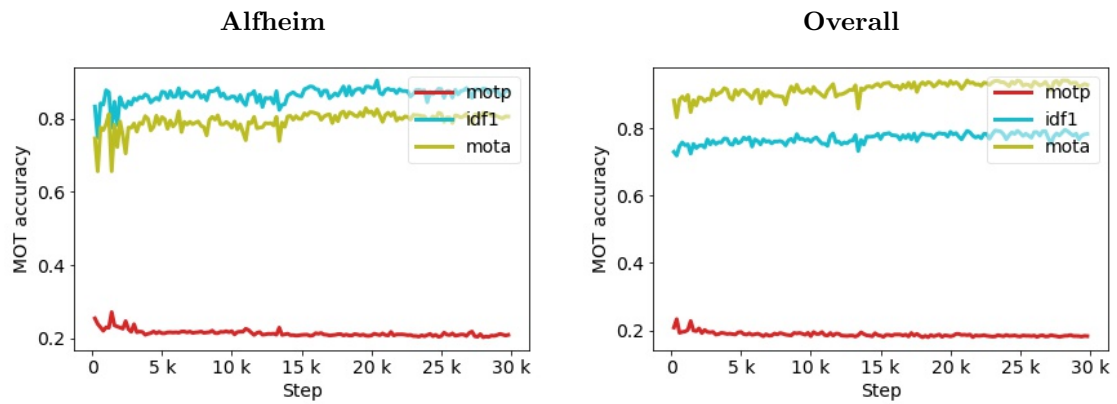 Alfheim
Overall
MOT accuracy
0.8
0.6
0.4
0.2
motp
idf1
mota
0
5 k
10 k
15 k
20 k
25 k
30 k
Step
MOT accuracy
0.8
0.6
0.4
0.2
motp
idf1
mota
0
5 k
10 k
15 k
20 k
25 k
30 k
Step